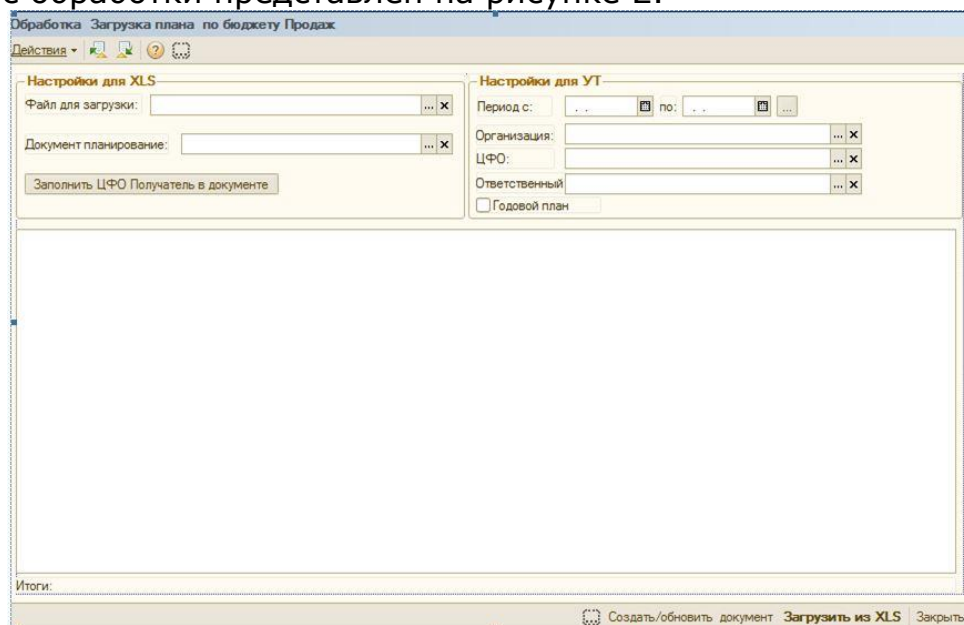 е обработки представлен на рисунке 2.
Обработка Загрузка плана по бюджету Продаж
Действия
Настройки для XLS
Файл для загрузки: ... x
Документ планирование: ... x
Заполнить ЦФО Получатель в документе
Настройки для УТ
Период с: . . по: . . ...
Организация: ... x
ЦФО: ... x
Ответственный ... x
Годовой план
Итоги:
Создать/обновить документ Загрузить из XLS Закрыть